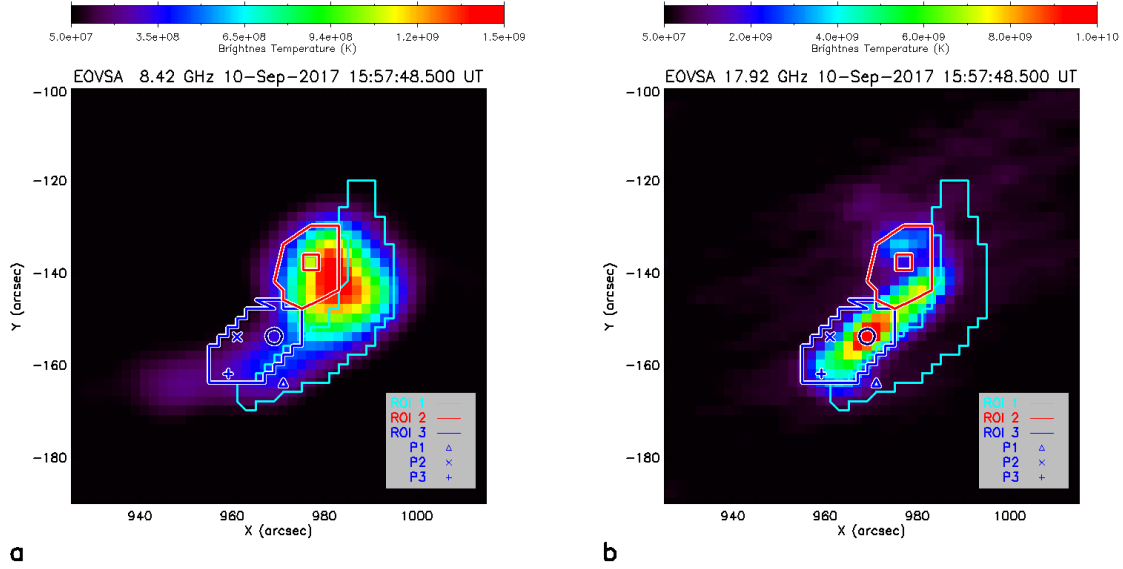 5.0e+07 3.5e+08 6.5e+08 9.4e+08 1.2e+09 1.5e+09
Brightnes Temperature (K)
EOVSA 8.42 GHz 10-Sep-2017 15:57:48.500 UT
-100
-120
-140
-160
-180
Y (arcsec)
940 960 980 1000
X (arcsec)
ROI 1
ROI 2
ROI 3
P1
P2
P3
a
5.0e+07 2.0e+09 4.0e+09 6.0e+09 8.0e+09 1.0e+10
Brightnes Temperature (K)
EOVSA 17.92 GHz 10-Sep-2017 15:57:48.500 UT
-100
-120
-140
-160
-180
Y (arcsec)
940 960 980 1000
X (arcsec)
ROI 1
ROI 2
ROI 3
P1
P2
P3
b